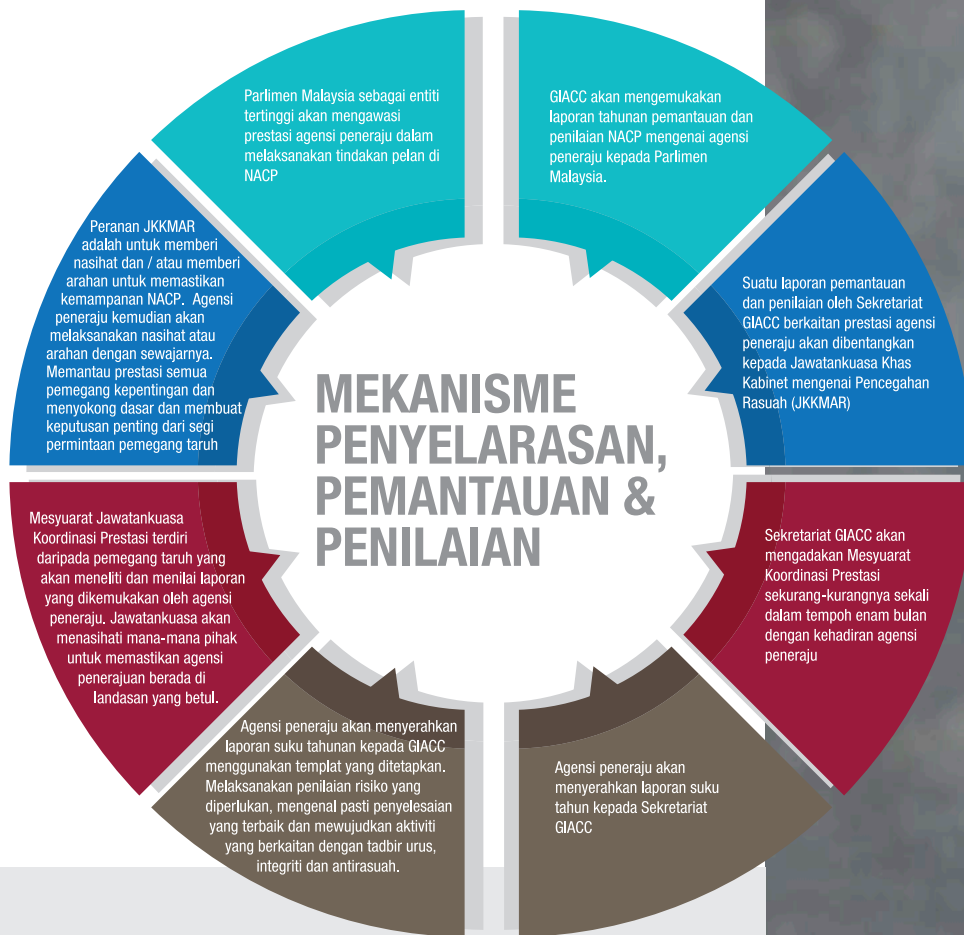 Parlimen Malaysia sebagai entiti
tertinggi akan mengawasi
prestasi agensi peneraju dalam
melaksanakan tindakan pelan di
NACP
GIACC akan mengemukakan
laporan tahunan pemantauan dan
penilaian NACP mengenai agensi
peneraju kepada Parlimen
Malaysia.
Peranan JKKMAR
adalah untuk memberi
nasihat dan / atau memberi
arahan untuk memastikan
kemampanan NACP. Agensi
peneraju kemudian akan
melaksanakan nasihat atau
arahan dengan sewajarnya.
Memantau prestasi semua
pemegang kepentingan dan
menyokong dasar dan membuat
keputusan penting dari segi
permintaan pemegang taruh
Suatu laporan pemantauan
dan penilaian oleh Sekretariat
GIACC berkaitan prestasi agensi
peneraju akan dibentangkan
kepada Jawatankuasa Khas
Kabinet mengenai Pencegahan
Rasuah (JKKMAR)
MEKANISME
PENYELARASAN,
PEMANTAUAN &
PENILAIAN
Mesyuarat Jawatankuasa
Koordinasi Prestasi terdiri
daripada pemegang taruh yang
akan meneliti dan menilai laporan
yang dikemukakan oleh agensi
peneraju. Jawatankuasa akan
menasihati mana-mana pihak
untuk memastikan agensi
penerajuan berada di
landasan yang betul.
Sekretariat GIACC akan
mengadakan Mesyuarat
Koordinasi Prestasi
sekurang-kurangnya sekali
dalam tempoh enam bulan
dengan kehadiran agensi
peneraju
Agensi peneraju akan menyerahkan
laporan suku tahunan kepada GIACC
menggunakan templat yang ditetapkan.
Melaksanakan penilaian risiko yang
diperlukan, mengenal pasti penyelesaian
yang terbaik dan mewujudkan aktiviti
yang berkaitan dengan tadbir urus,
integriti dan antirasuah.
Agensi peneraju akan
menyerahkan laporan suku
tahun kepada Sekretariat
GIACC